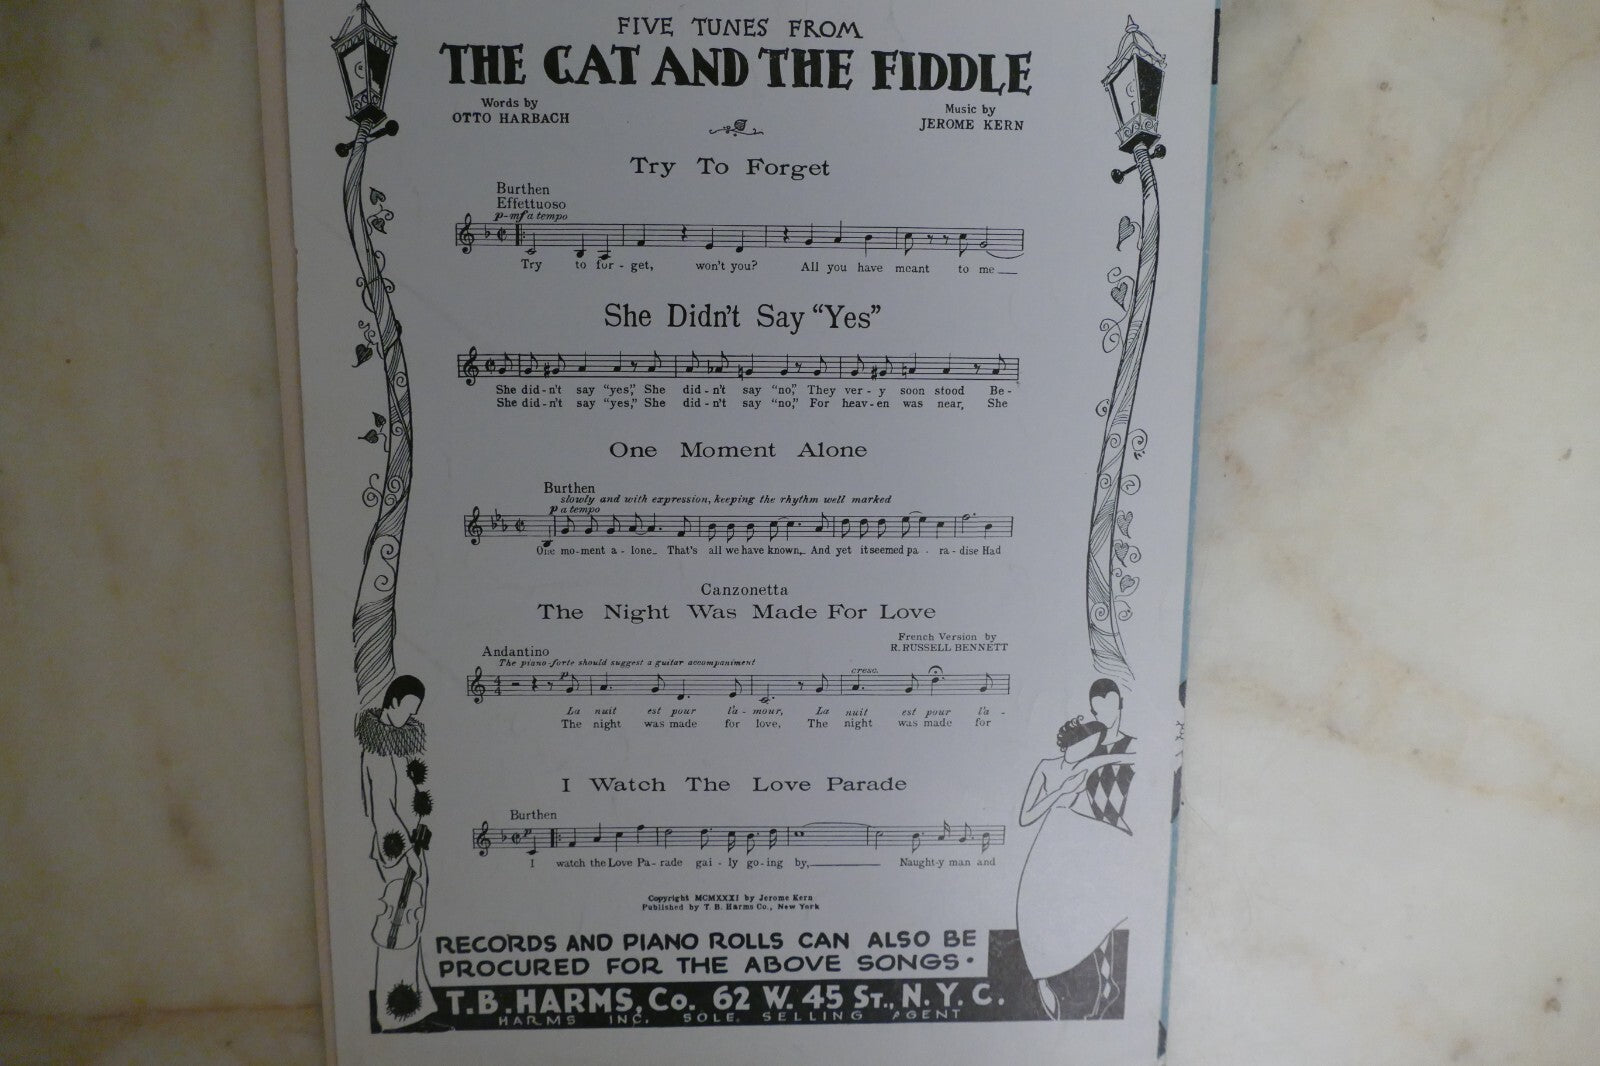 FIVE TUNES FROM
THE CAT AND THE FIDDLE
Words by
OTTO HARBACH
Music by
JEROME KERN
Try To Forget
Burthen
Effettuoso
p-mf a tempo
Try to for-get, won't you? All you have meant to me
She Didn't Say "Yes"
She did-n't say "yes," She did-n't say "no," They ver-y soon stood Be-
She did-n't say "yes," She did-n't say "no," For heav-en was near, She
One Moment Alone
Burthen
slowly and with expression, keeping the rhythm well marked
p a tempo
One mo-ment a-lone That's all we have known, And yet it seemed pa-ra-dise Had
Canzonetta
The Night Was Made For Love
French Version by
R. RUSSELL BENNETT
Andantino
The piano-forte should suggest a guitar accompaniment
p
cresc.
La nuit est pour l'a-mour, La nuit est pour l'a-
The night was made for love, The night was made for
I Watch The Love Parade
Burthen
p
I watch the Love Pa-rade gai-ly go-ing by, Naught-y man and
Copyright MCMXXXI by Jerome Kern
Published by T. B. Harms Co., New York
RECORDS AND PIANO ROLLS CAN ALSO BE
PROCURED FOR THE ABOVE SONGS.
T.B. HARMS, Co. 62 W. 45 ST., N.Y.C.
HARMS INC. SOLE SELLING AGENT